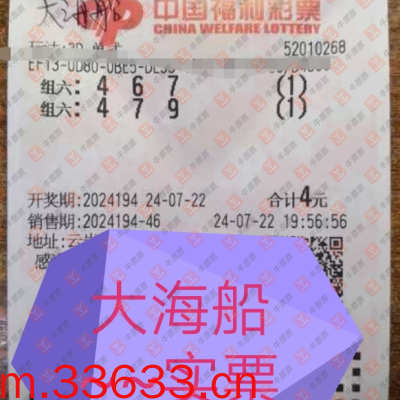 中国福利彩票
CHINA WELFARE LOTTERY
52010268
组六: 4 6 7 (1)
组六: 4 7 9 (1)
开奖期:2024194 24-07-22 合计4元
销售期:2024194-46 24-07-22 19:56:56
地址:
感
大海船
实票
m.33633.cn